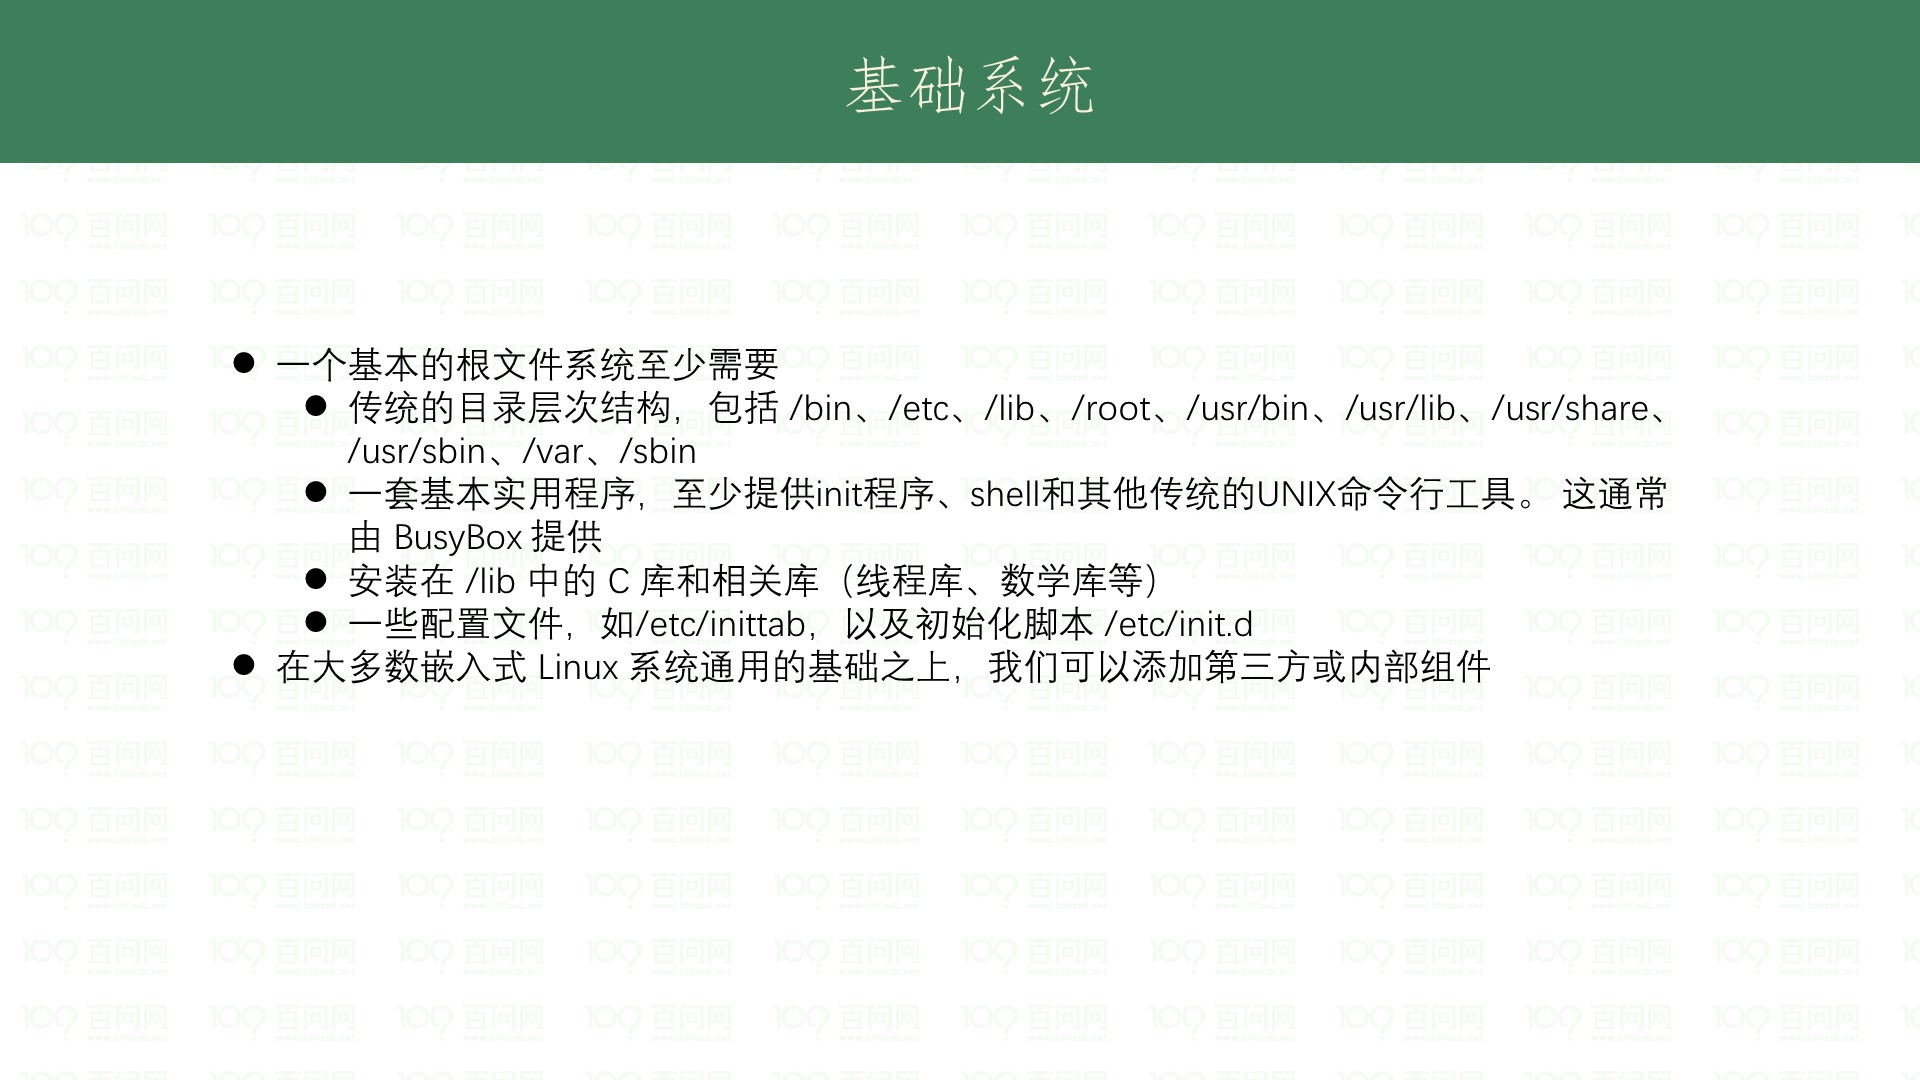 基础系统
一个基本的根文件系统至少需要
传统的目录层次结构，包括 /bin、/etc、/lib、/root、/usr/bin、/usr/lib、/usr/share、
/usr/sbin、/var、/sbin
一套基本实用程序，至少提供init程序、shell和其他传统的UNIX命令行工具。 这通常
由 BusyBox 提供
安装在 /lib 中的 C 库和相关库（线程库、数学库等）
一些配置文件，如/etc/inittab，以及初始化脚本 /etc/init.d
在大多数嵌入式 Linux 系统通用的基础之上，我们可以添加第三方或内部组件